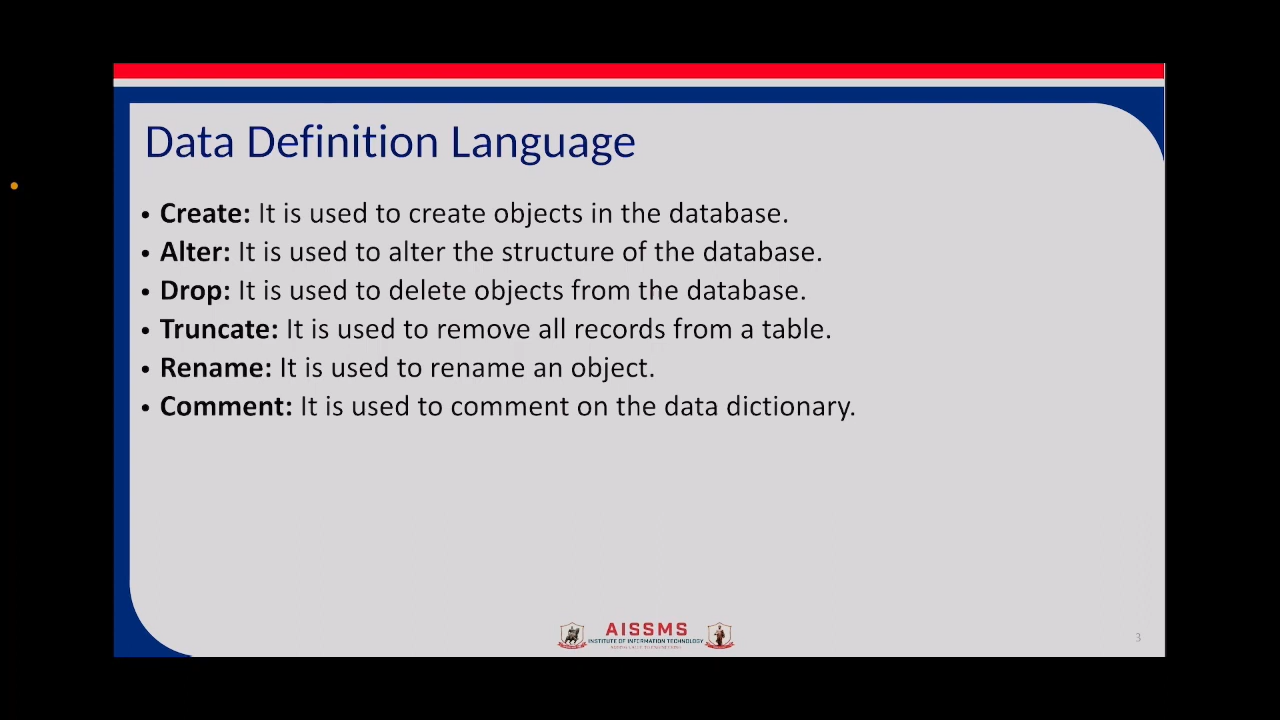 Data Definition Language
• Create: It is used to create objects in the database.
• Alter: It is used to alter the structure of the database.
• Drop: It is used to delete objects from the database.
• Truncate: It is used to remove all records from a table.
• Rename: It is used to rename an object.
• Comment: It is used to comment on the data dictionary.
AISSMS
INSTITUTE OF INFORMATION TECHNOLOGY
3